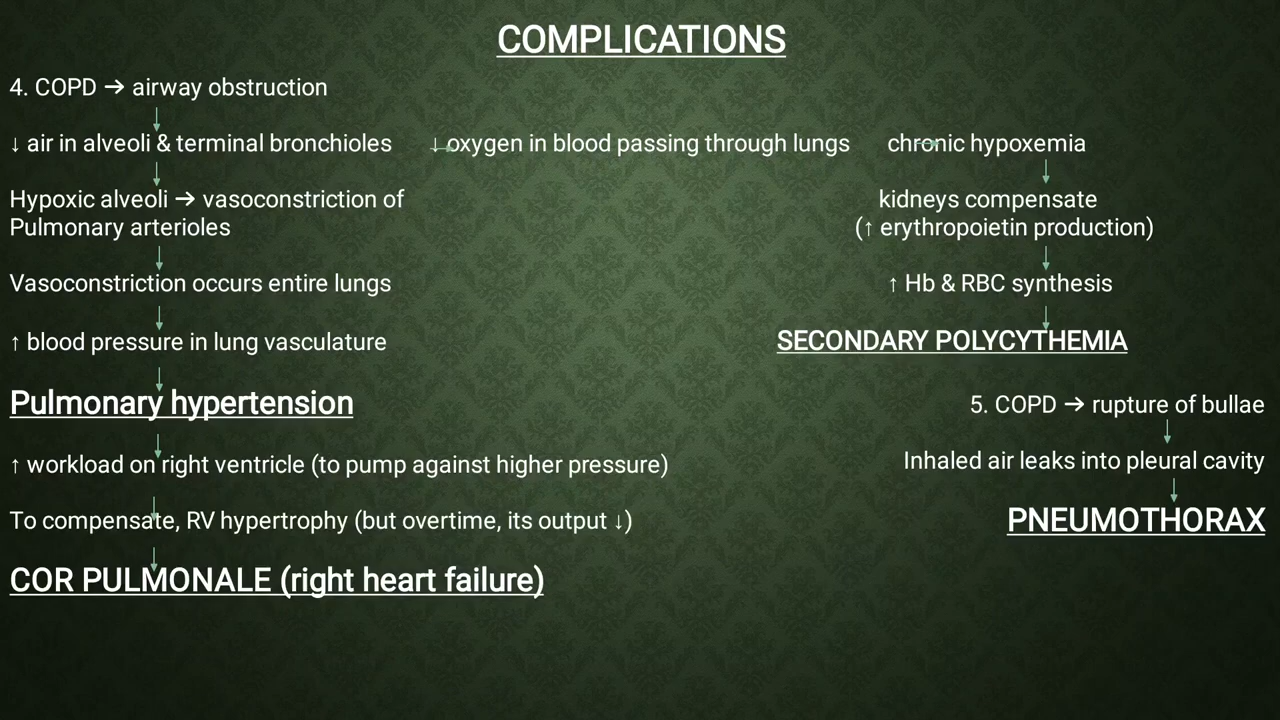 COMPLICATIONS
4. COPD → airway obstruction
↓ air in alveoli & terminal bronchioles ↓ oxygen in blood passing through lungs chronic hypoxemia
Hypoxic alveoli → vasoconstriction of
Pulmonary arterioles
kidneys compensate
(↑ erythropoietin production)
Vasoconstriction occurs entire lungs
↑ Hb & RBC synthesis
↑ blood pressure in lung vasculature
SECONDARY POLYCYTHEMIA
Pulmonary hypertension
5. COPD → rupture of bullae
↑ workload on right ventricle (to pump against higher pressure)
Inhaled air leaks into pleural cavity
To compensate, RV hypertrophy (but overtime, its output ↓)
PNEUMOTHORAX
COR PULMONALE (right heart failure)